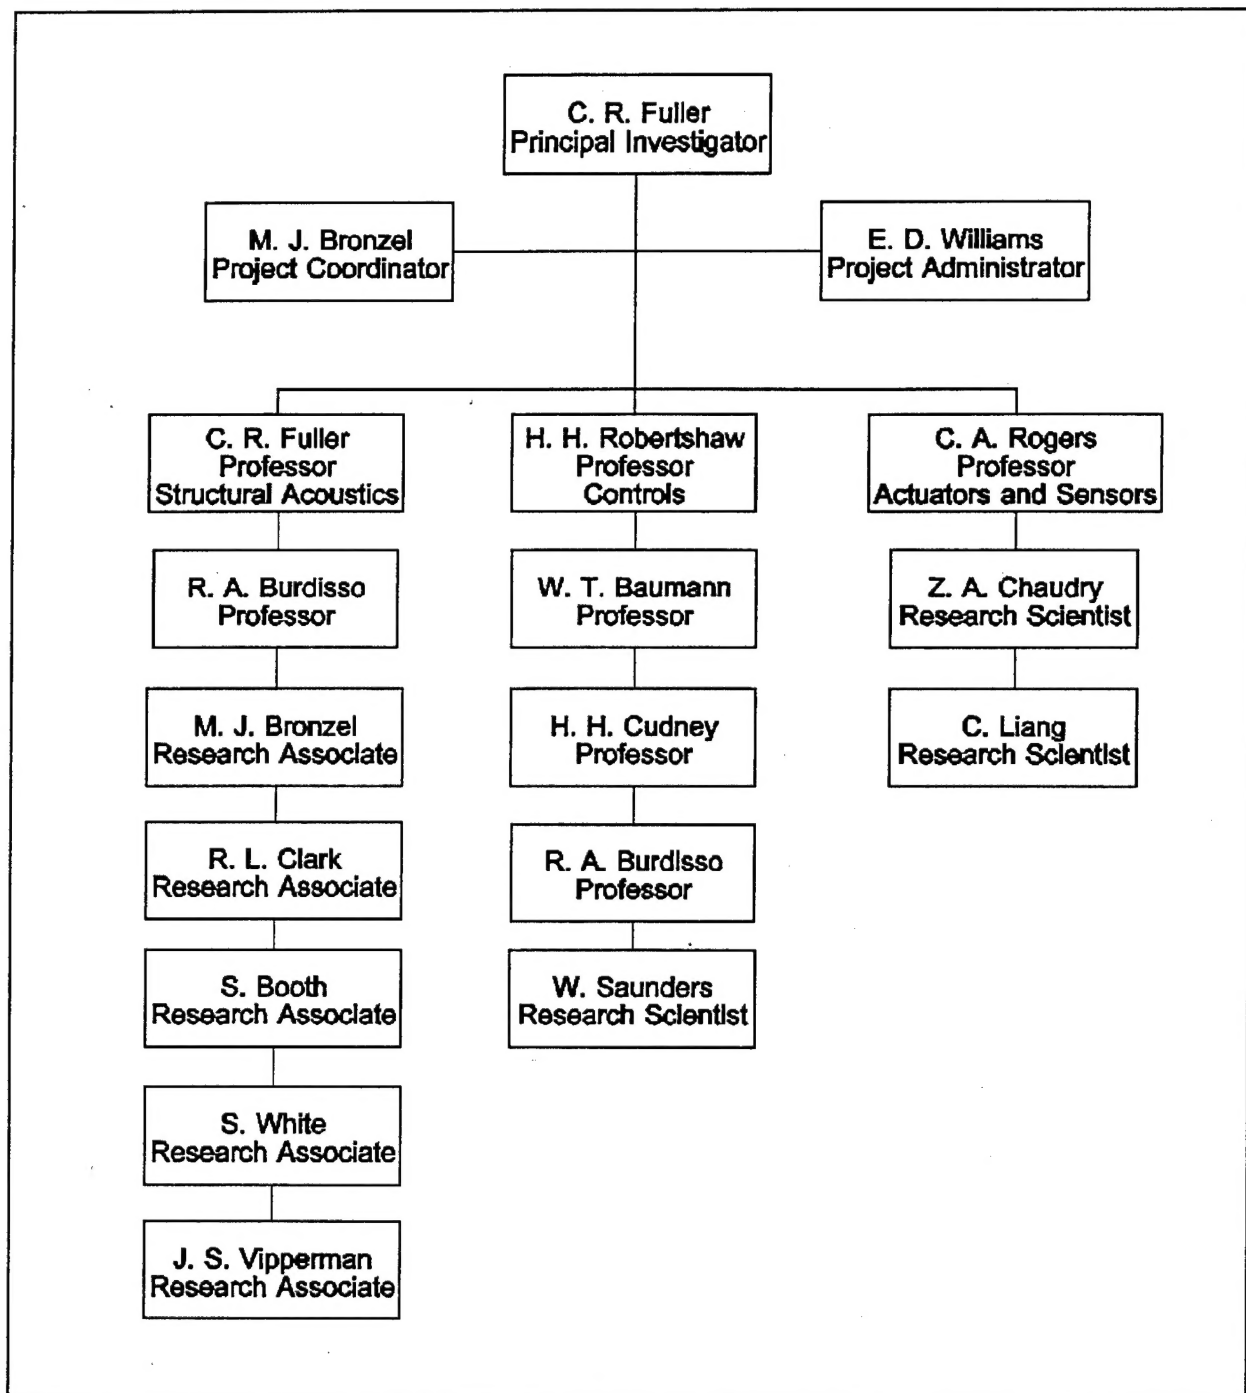 C. R. Fuller
Principal Investigator
M. J. Bronzel
Project Coordinator
E. D. Williams
Project Administrator
C. R. Fuller
Professor
Structural Acoustics
H. H. Robertshaw
Professor
Controls
C. A. Rogers
Professor
Actuators and Sensors
R. A. Burdisso
Professor
W. T. Baumann
Professor
Z. A. Chaudry
Research Scientist
M. J. Bronzel
Research Associate
H. H. Cudney
Professor
C. Liang
Research Scientist
R. L. Clark
Research Associate
R. A. Burdisso
Professor
S. Booth
Research Associate
W. Saunders
Research Scientist
S. White
Research Associate
J. S. Vipperman
Research Associate